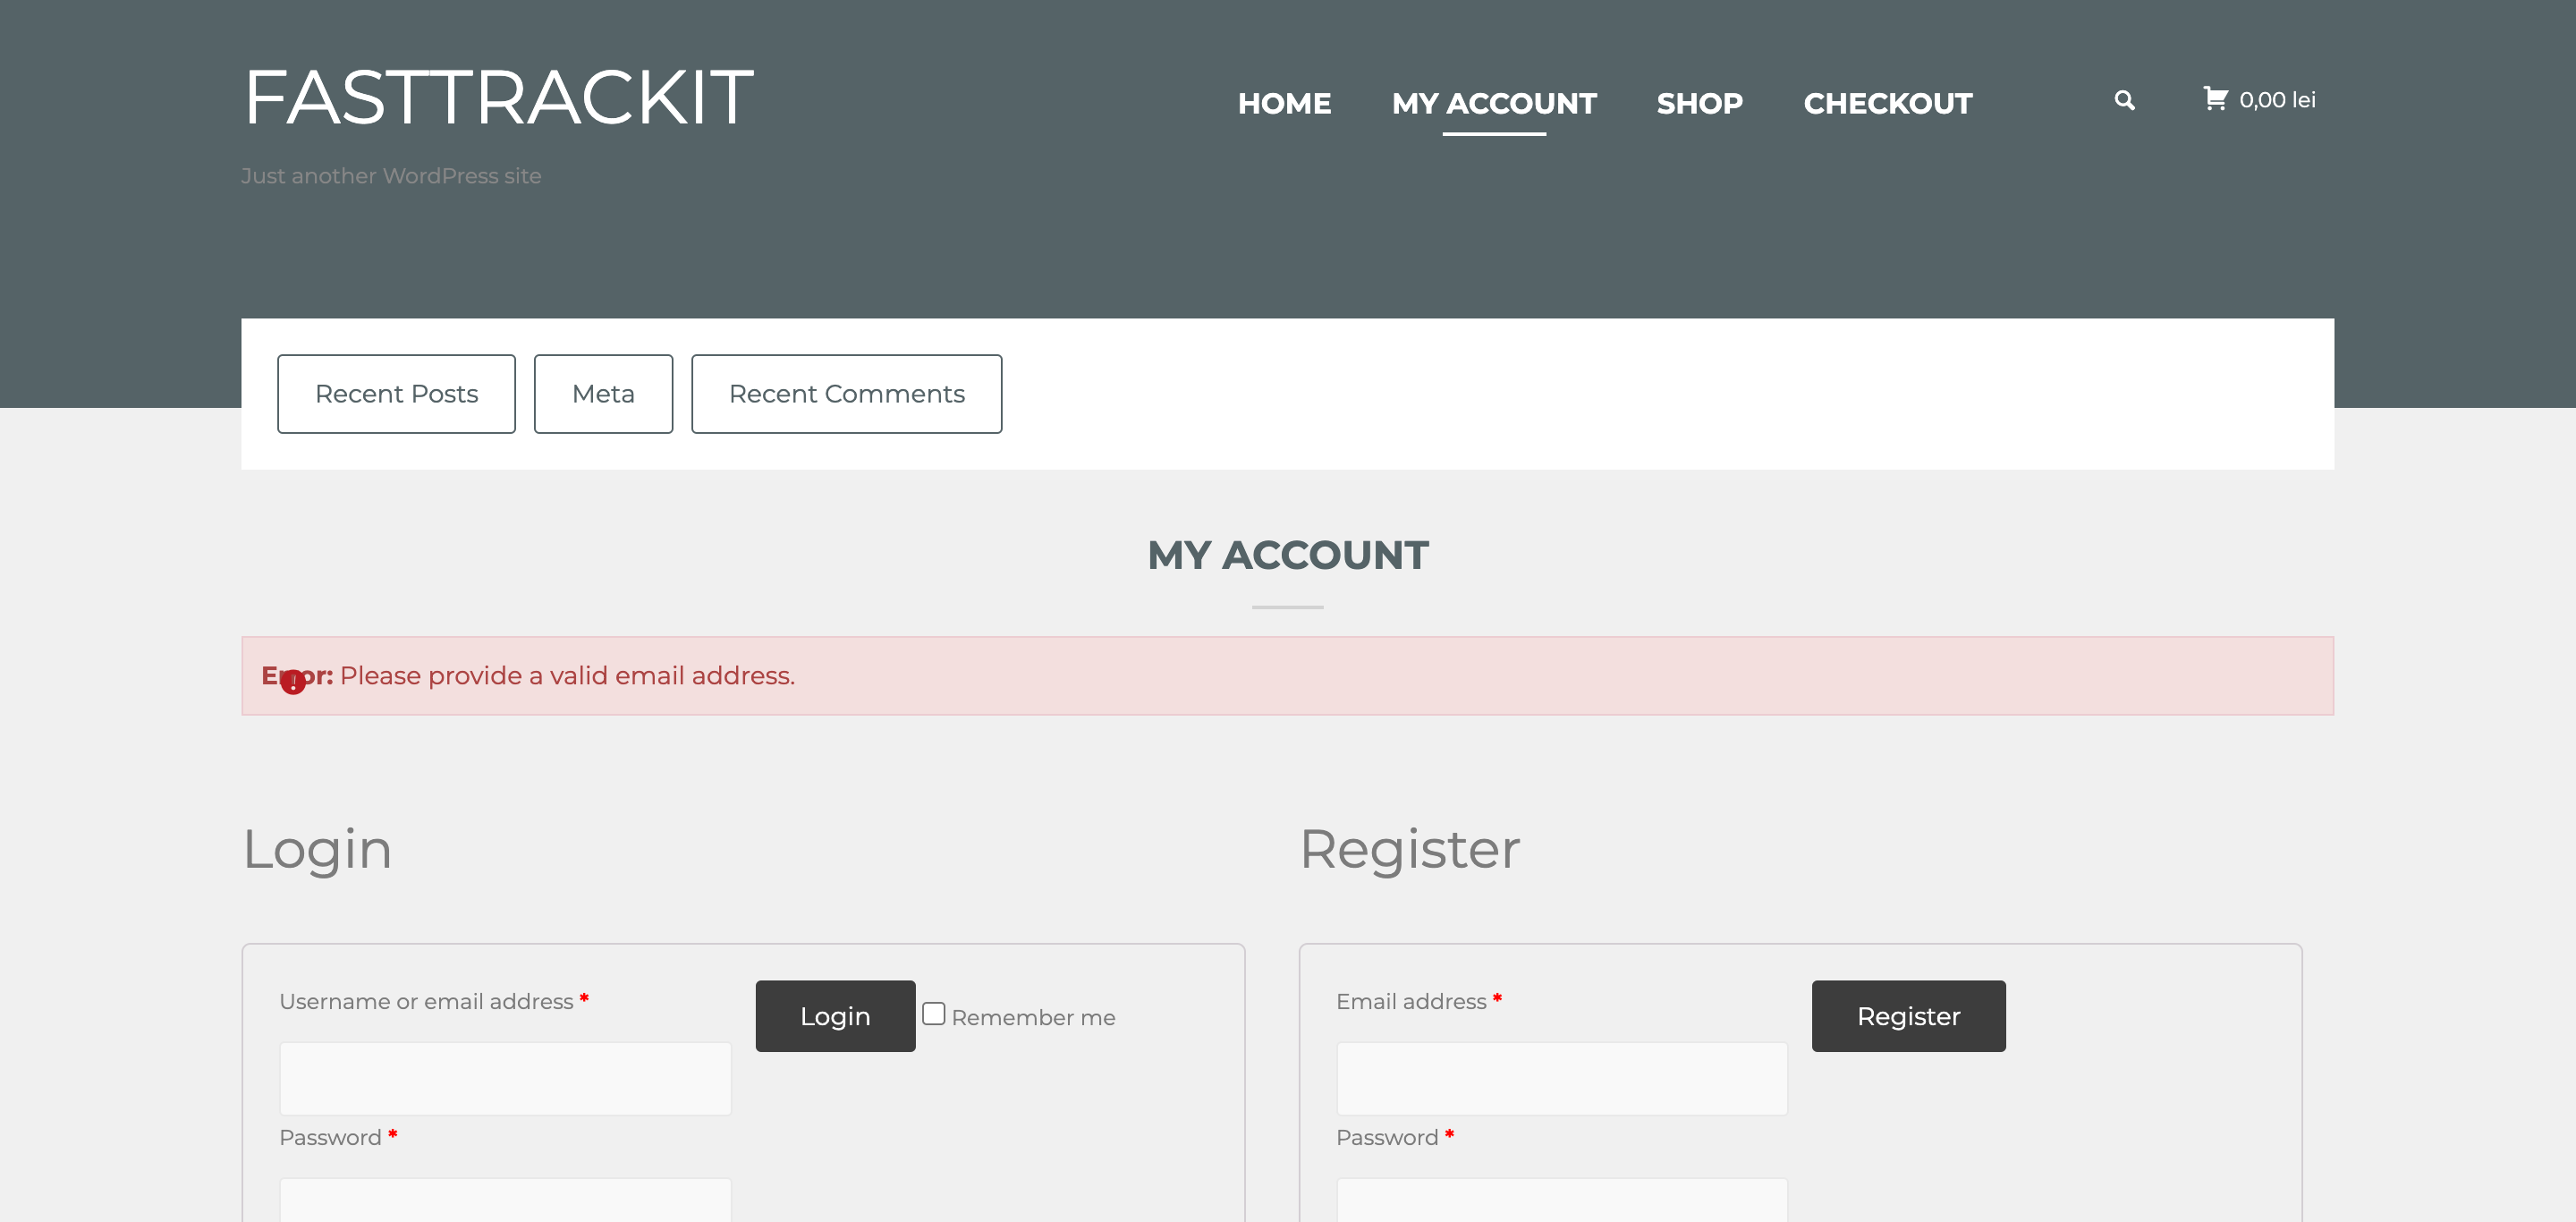 FASTTRACKIT
HOME MY ACCOUNT SHOP CHECKOUT 0,00 lei
Just another WordPress site
Recent Posts Meta Recent Comments
MY ACCOUNT
Error: Please provide a valid email address.
Login Register
Username or email address * Login Remember me Email address * Register
Password * Password *